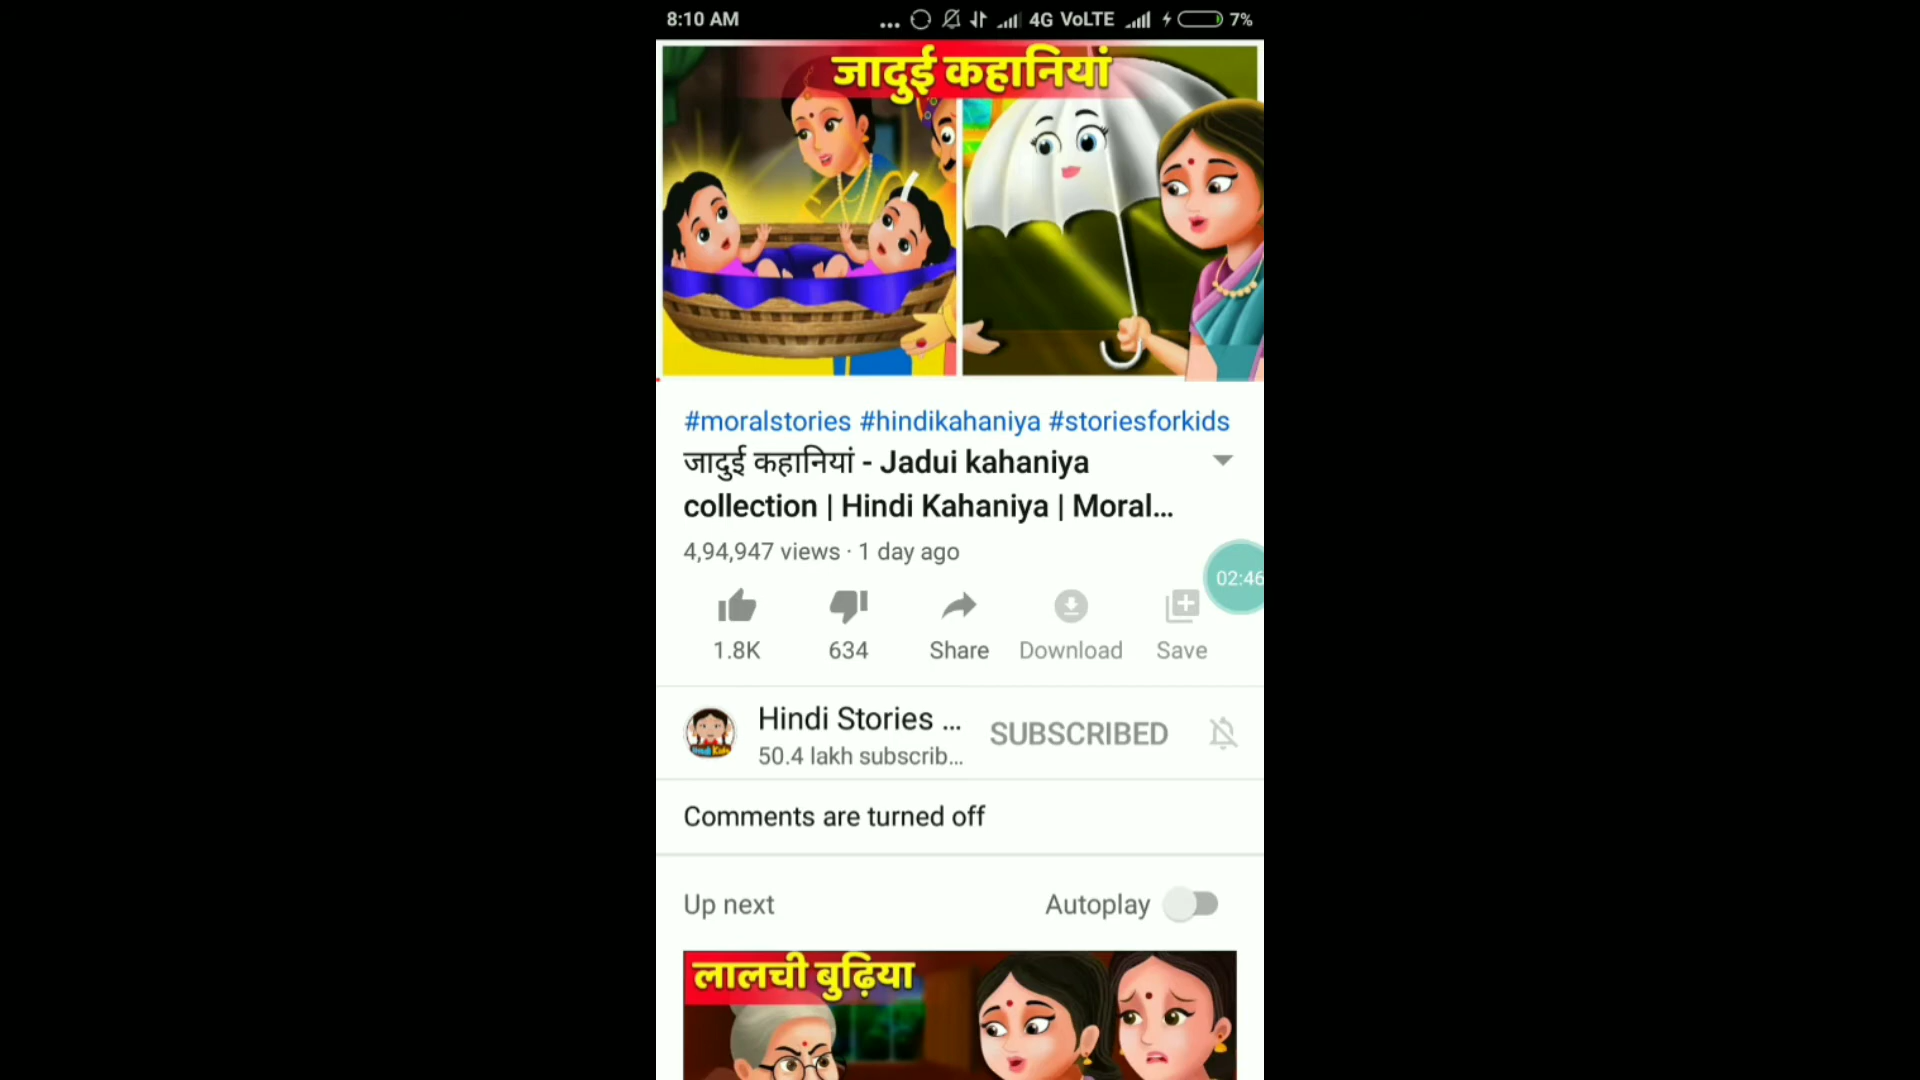 8:10 AM ... 4G VoLTE 7%
जादुई कहानियां
#moralstories #hindikahaniya #storiesforkids
जादुई कहानियां - Jadui kahaniya
collection | Hindi Kahaniya | Moral...
4,94,947 views · 1 day ago
02:46
1.8K 634 Share Download Save
Hindi Stories ...
50.4 lakh subscrib...
SUBSCRIBED
Comments are turned off
Up next Autoplay
लालची बुढ़िया